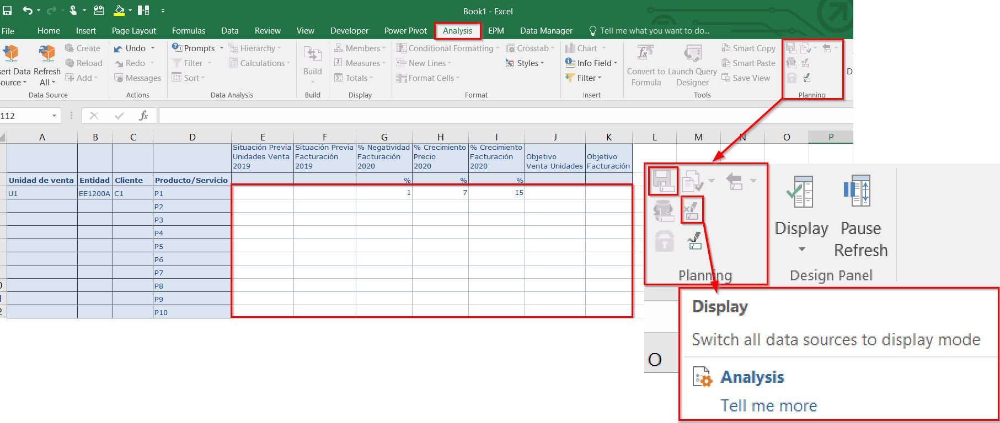 Book1 - Excel
File Home Insert Page Layout Formulas Data Review View Developer Power Pivot Analysis EPM Data Manager Tell me what you want to do...
sert Data
ource
Refresh
All
Create
Reload
Add
Data Source
Undo
Redo
Messages
Actions
Prompts
Filter
Sort
Hierarchy
Calculations
Data Analysis
Build
Build
Members
Measures
Totals
Display
Conditional Formatting
New Lines
Format Cells
Crosstab
Styles
Format
Chart
Info Field
Filter
Insert
Convert to
Formula
Launch Query
Designer
Smart Copy
Smart Paste
Save View
Tools
Planning
D
112
fx
A B C D E F G H I J K L M N O P
Situación Previa
Unidades Venta
2019
Situación Previa
Facturación
2019
% Negatividad
Facturación
2020
% Crecimiento
Precio
2020
% Crecimiento
Facturación
2020
Objetivo
Venta Unidades
Objetivo
Facturación
Unidad de venta Entidad Cliente Producto/Servicio % % %
U1 EE1200A C1 P1 1 7 15
P2
P3
P4
P5
P6
P7
0 P8
1 P9
2 P10
Planning
Display
Pause
Refresh
Design Panel
Display
Switch all data sources to display mode
O
Analysis
Tell me more